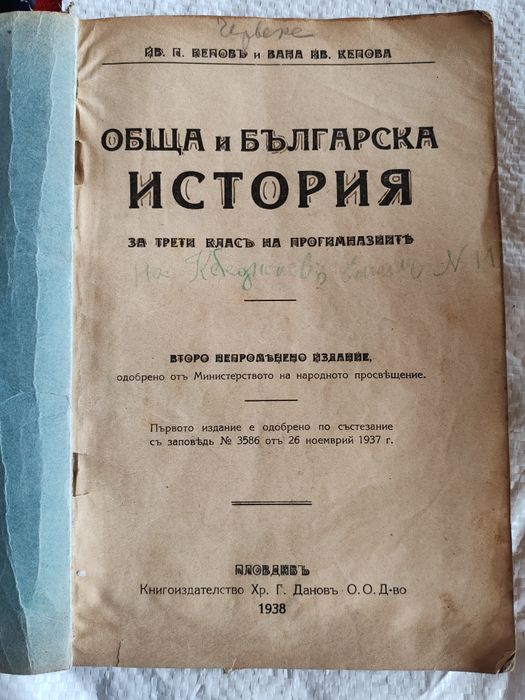 ИВ. П. КЕПОВЪ и ВАНА ИВ. КЕПОВА
ОБЩА и БЪЛГАРСКА
ИСТОРИЯ
ЗА ТРЕТИ КЛАСЪ НА ПРОГИМНАЗИИТѢ
На
N 11
ВТОРО НЕПРОМѢНЕНО ИЗДАНИЕ,
одобрено отъ Министерството на народното просвѣщение.
Първото издание е одобрено по състезание
съ заповѣдь № 3586 отъ 26 ноемврий 1937 г.
ПЛОВДИВЪ
Книгоиздателство Хр. Г. Дановъ О. О. Д-во
1938